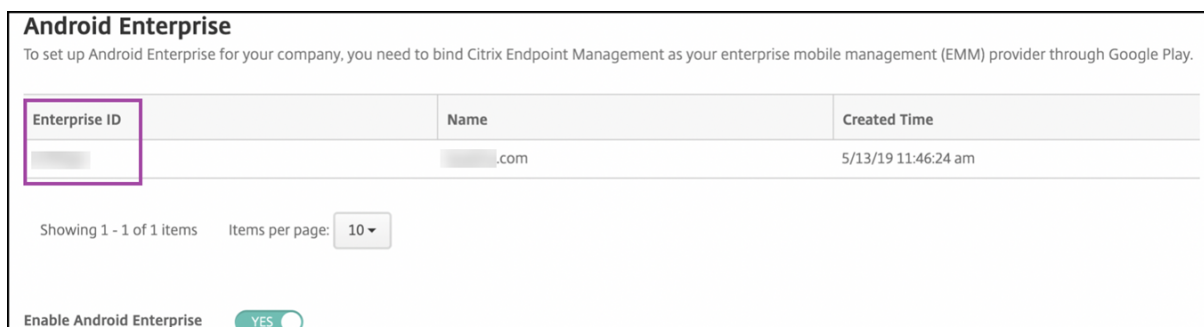 Android Enterprise
To set up Android Enterprise for your company, you need to bind Citrix Endpoint Management as your enterprise mobile management (EMM) provider through Google Play.
Enterprise ID Name Created Time
.com 5/13/19 11:46:24 am
Showing 1 - 1 of 1 items Items per page: 10
Enable Android Enterprise YES